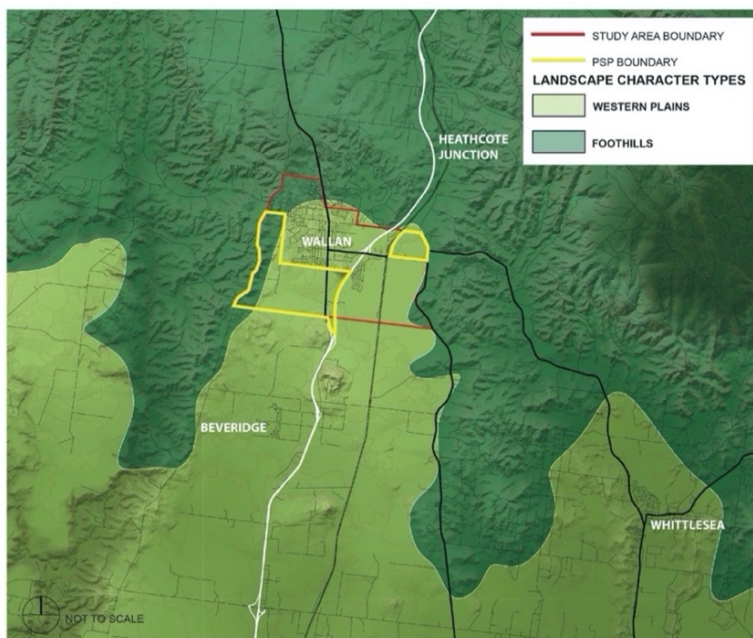 STUDY AREA BOUNDARY
PSP BOUNDARY
LANDSCAPE CHARACTER TYPES
WESTERN PLAINS
FOOTHILLS
HEATHCOTE
JUNCTION
WALLAN
BEVERIDGE
WHITTLESEA
NOT TO SCALE